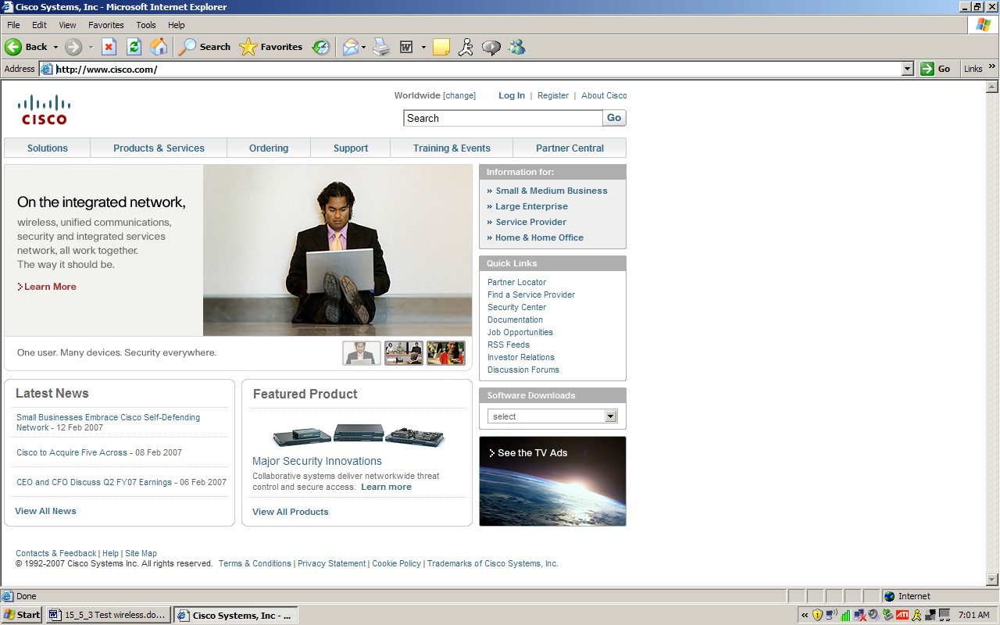 Cisco Systems, Inc - Microsoft Internet Explorer
File Edit View Favorites Tools Help
Back Search Favorites
Address http://www.cisco.com/ Go Links »
CISCO
Worldwide [change] Log In | Register | About Cisco
Search Go
Solutions Products & Services Ordering Support Training & Events Partner Central
On the integrated network,
wireless, unified communications,
security and integrated services
network, all work together.
The way it should be.
Learn More
One user. Many devices. Security everywhere.
Information for:
» Small & Medium Business
» Large Enterprise
» Service Provider
» Home & Home Office
Quick Links
Partner Locator
Find a Service Provider
Security Center
Documentation
Job Opportunities
RSS Feeds
Investor Relations
Discussion Forums
Latest News
Small Businesses Embrace Cisco Self-Defending
Network - 12 Feb 2007
Cisco to Acquire Five Across - 08 Feb 2007
CEO and CFO Discuss Q2 FY07 Earnings - 06 Feb 2007
View All News
Featured Product
Major Security Innovations
Collaborative systems deliver networkwide threat
control and secure access. Learn more
View All Products
Software Downloads
select
See the TV Ads
Contacts & Feedback | Help | Site Map
© 1992-2007 Cisco Systems Inc. All rights reserved. Terms & Conditions | Privacy Statement | Cookie Policy | Trademarks of Cisco Systems, Inc.
Done Internet
Start 15_5_3 Test wireless.do... Cisco Systems, Inc - ... « ATI 7:01 AM